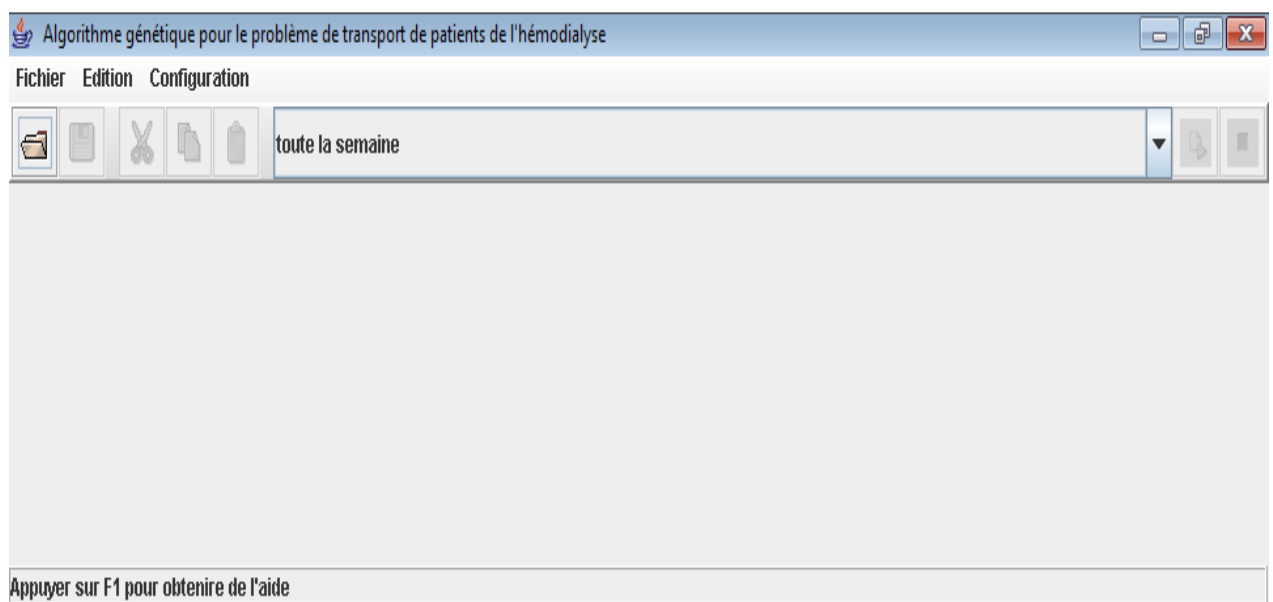 Algorithme génétique pour le problème de transport de patients de l'hémodialyse
Fichier Edition Configuration
toute la semaine
Appuyer sur F1 pour obtenire de l'aide